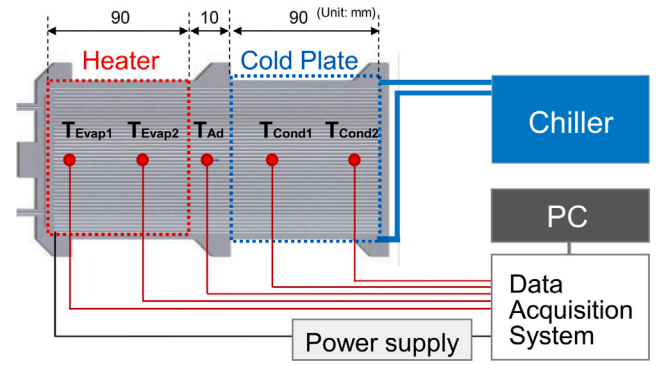 90 10 90 (Unit: mm)
Heater Cold Plate
TEvap1 TEvap2 TAd TCond1 TCond2
Chiller
PC
Data
Acquisition
System
Power supply